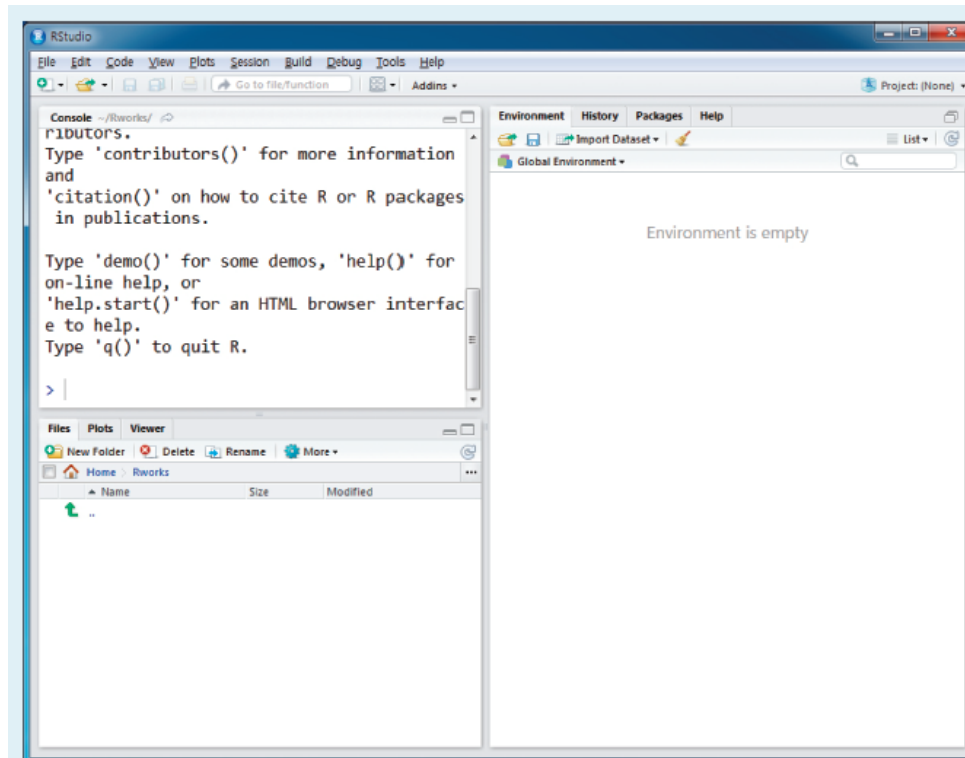 RStudio
File Edit Code View Plots Session Build Debug Tools Help
Go to file/function Addins Project: (None)
Console ~/Rworks/
ributors.
Type 'contributors()' for more information
and
'citation()' on how to cite R or R packages
in publications.
Type 'demo()' for some demos, 'help()' for
on-line help, or
'help.start()' for an HTML browser interfac
e to help.
Type 'q()' to quit R.
>
Files Plots Viewer
New Folder Delete Rename More
Home Rworks
Name Size Modified
..
Environment History Packages Help
Import Dataset List
Global Environment
Environment is empty